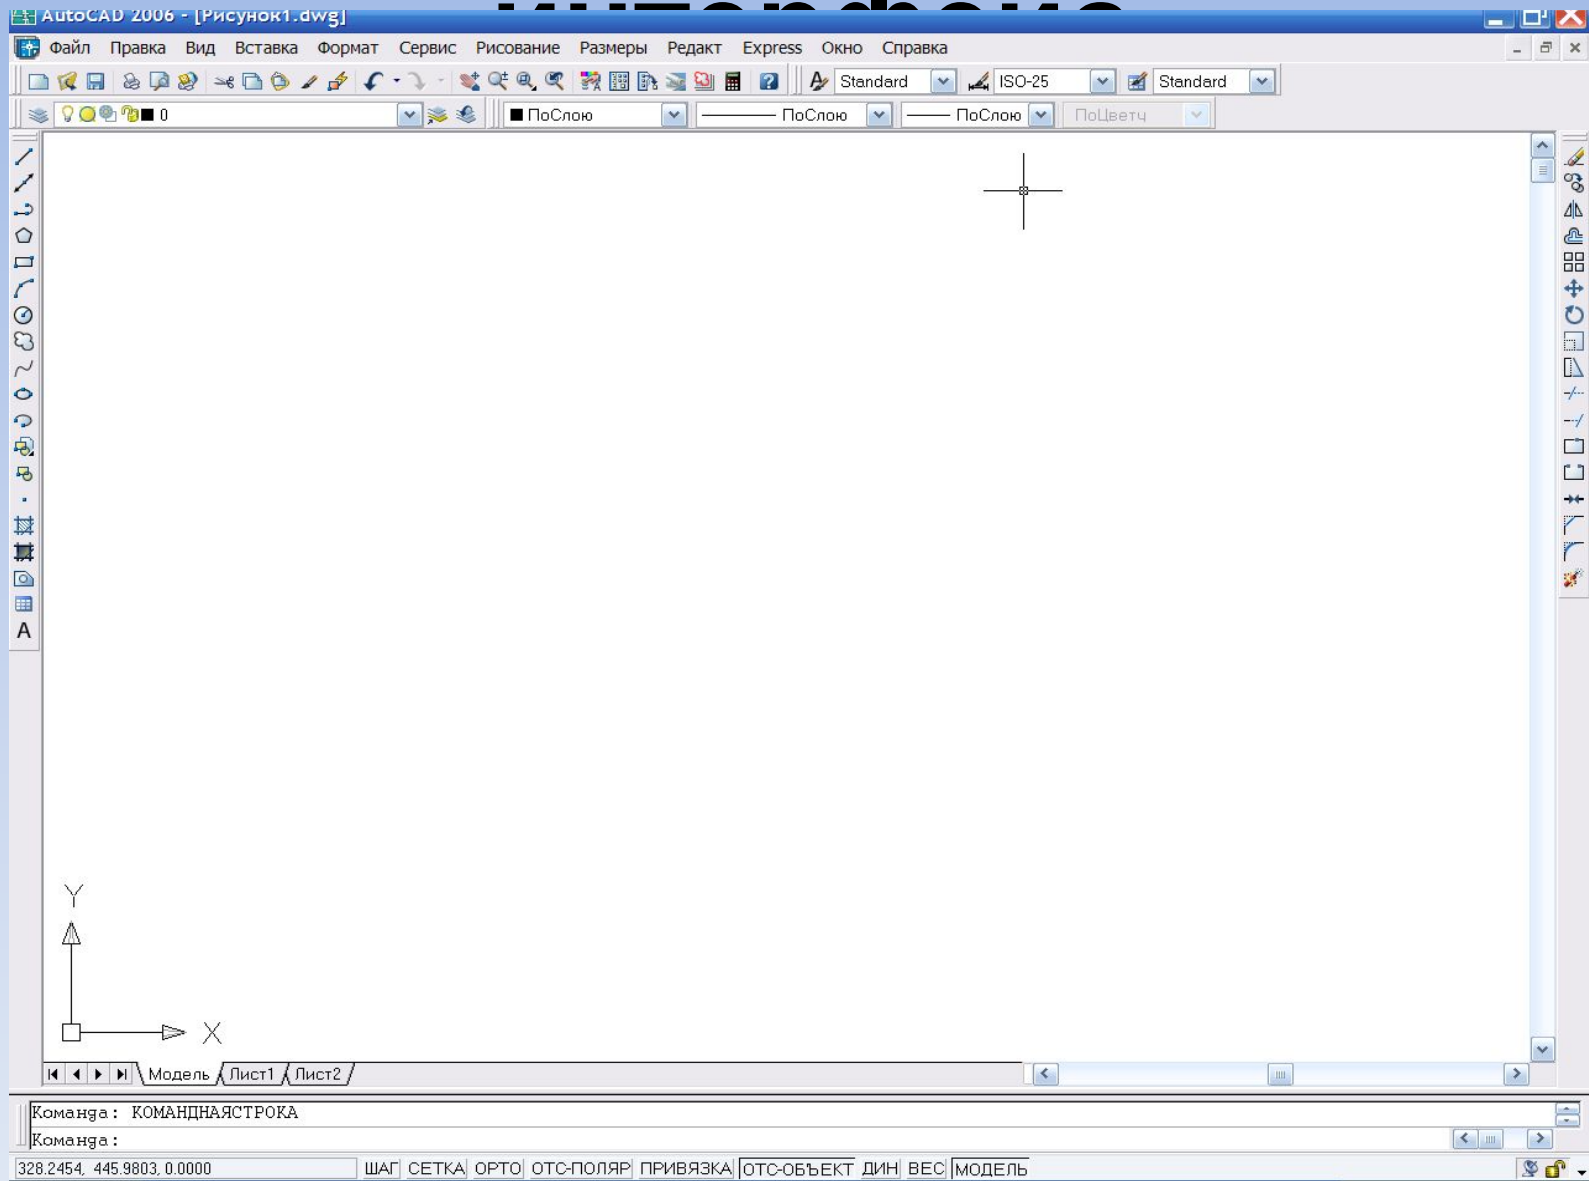 интерфейс
AutoCAD 2006 - [Рисунок1.dwg]
Файл Правка Вид Вставка Формат Сервис Рисование Размеры Редакт Express Окно Справка
Standard ISO-25 Standard
0 ПоСлою ПоСлою ПоСлою ПоЦвету
A
Y
X
Модель Лист1 Лист2
Команда: КОМАНДНАЯСТРОКА
Команда:
328.2454, 445.9803, 0.0000 ШАГ СЕТКА ОРТО ОТС-ПОЛЯР ПРИВЯЗКА ОТС-ОБЪЕКТ ДИН ВЕС МОДЕЛЬ